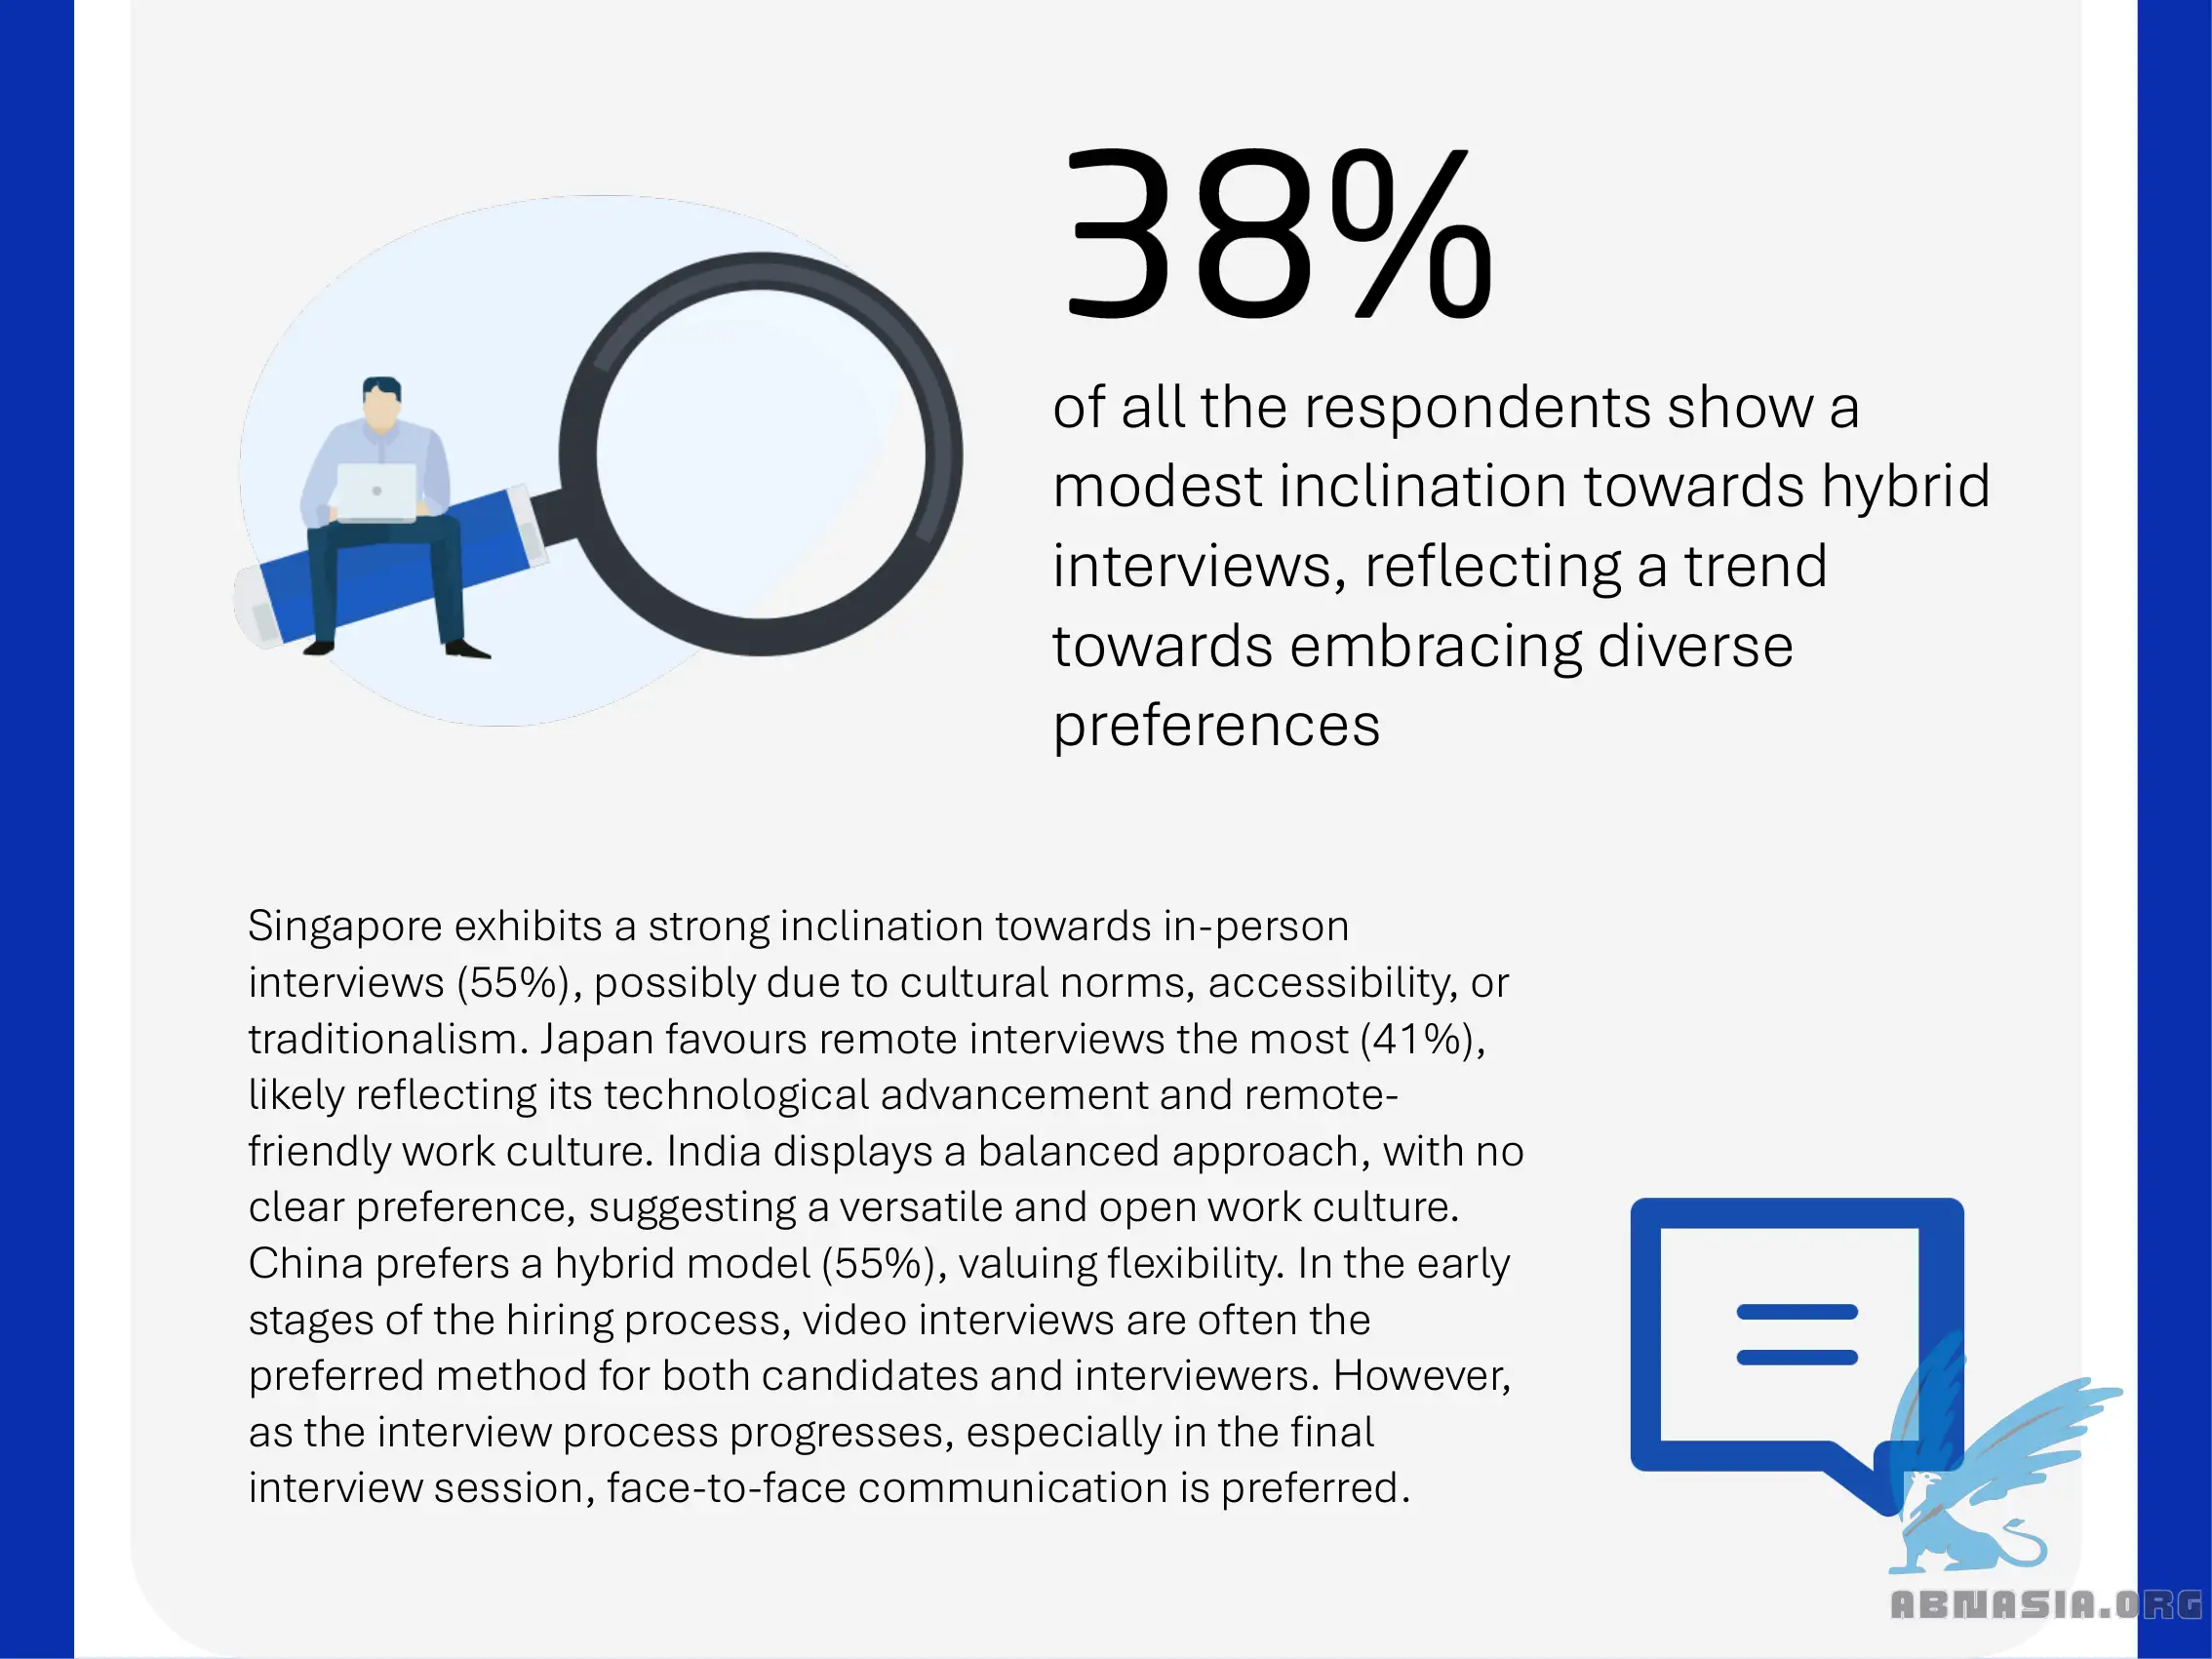 38%
of all the respondents show a
modest inclination towards hybrid
interviews, reflecting a trend
towards embracing diverse
preferences
Singapore exhibits a strong inclination towards in-person
interviews (55%), possibly due to cultural norms, accessibility, or
traditionalism. Japan favours remote interviews the most (41%),
likely reflecting its technological advancement and remote-
friendly work culture. India displays a balanced approach, with no
clear preference, suggesting a versatile and open work culture.
China prefers a hybrid model (55%), valuing flexibility. In the early
stages of the hiring process, video interviews are often the
preferred method for both candidates and interviewers. However,
as the interview process progresses, especially in the final
interview session, face-to-face communication is preferred.
ABNASIA.ORG